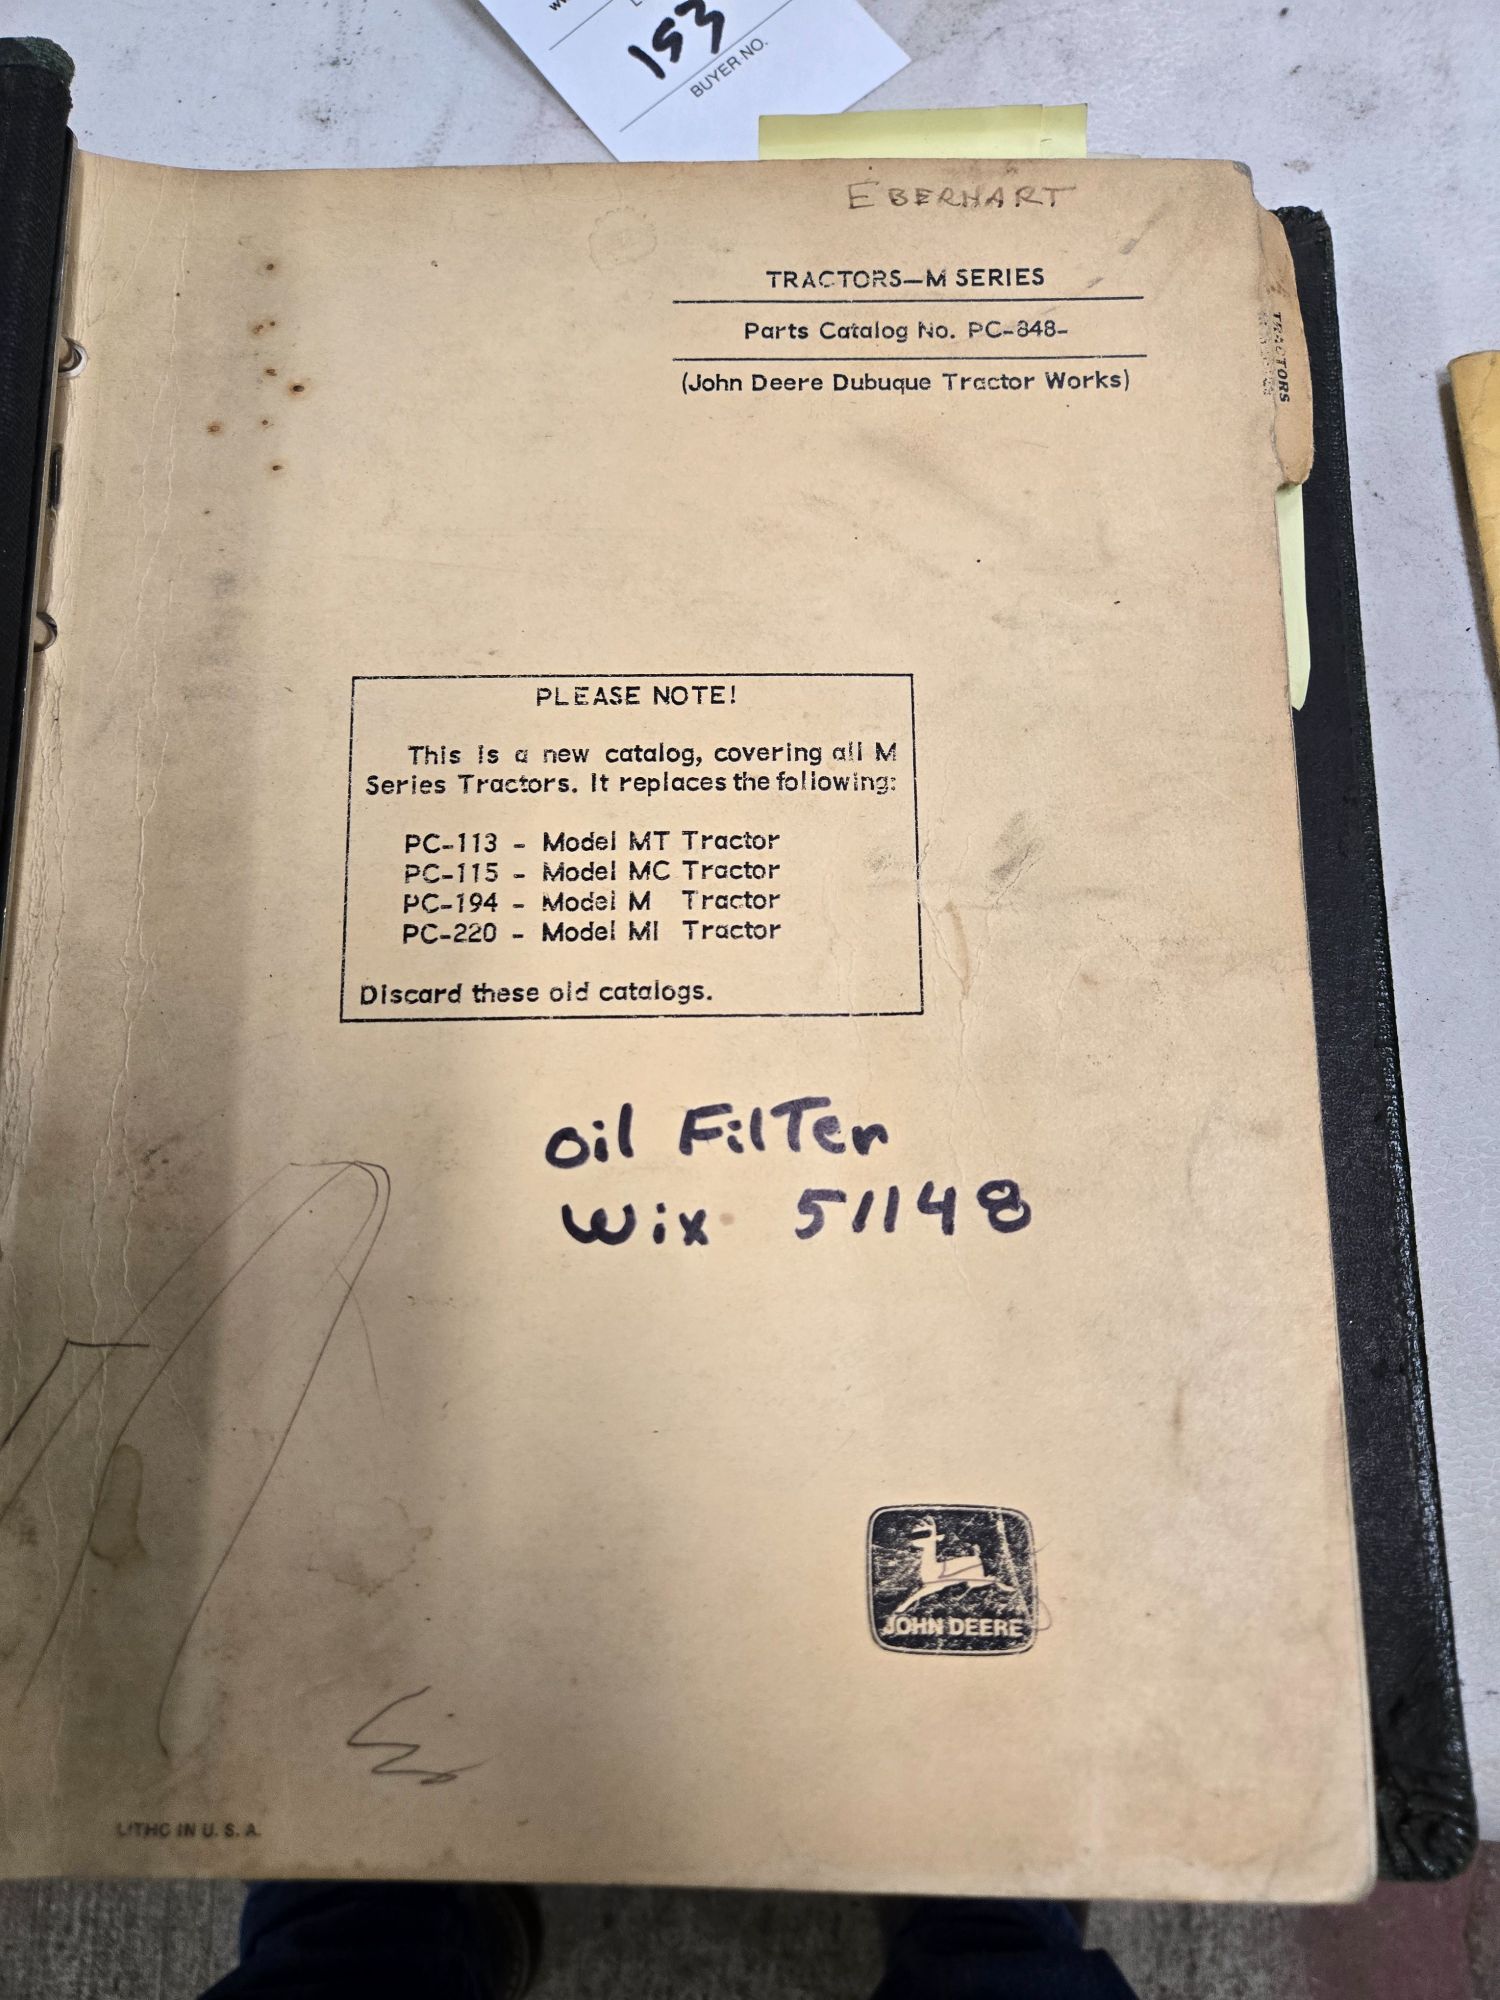 153
BUYER NO.
EBERHART
TRACTORS—M SERIES
Parts Catalog No. PC-848-
(John Deere Dubuque Tractor Works)
TRACTORS
PLEASE NOTE!
This is a new catalog, covering all M
Series Tractors. It replaces the following:
PC-113 - Model MT Tractor
PC-115 - Model MC Tractor
PC-194 - Model M Tractor
PC-220 - Model MI Tractor
Discard these old catalogs.
Oil Filter
Wix 51148
JOHN DEERE
LITHO IN U. S. A.